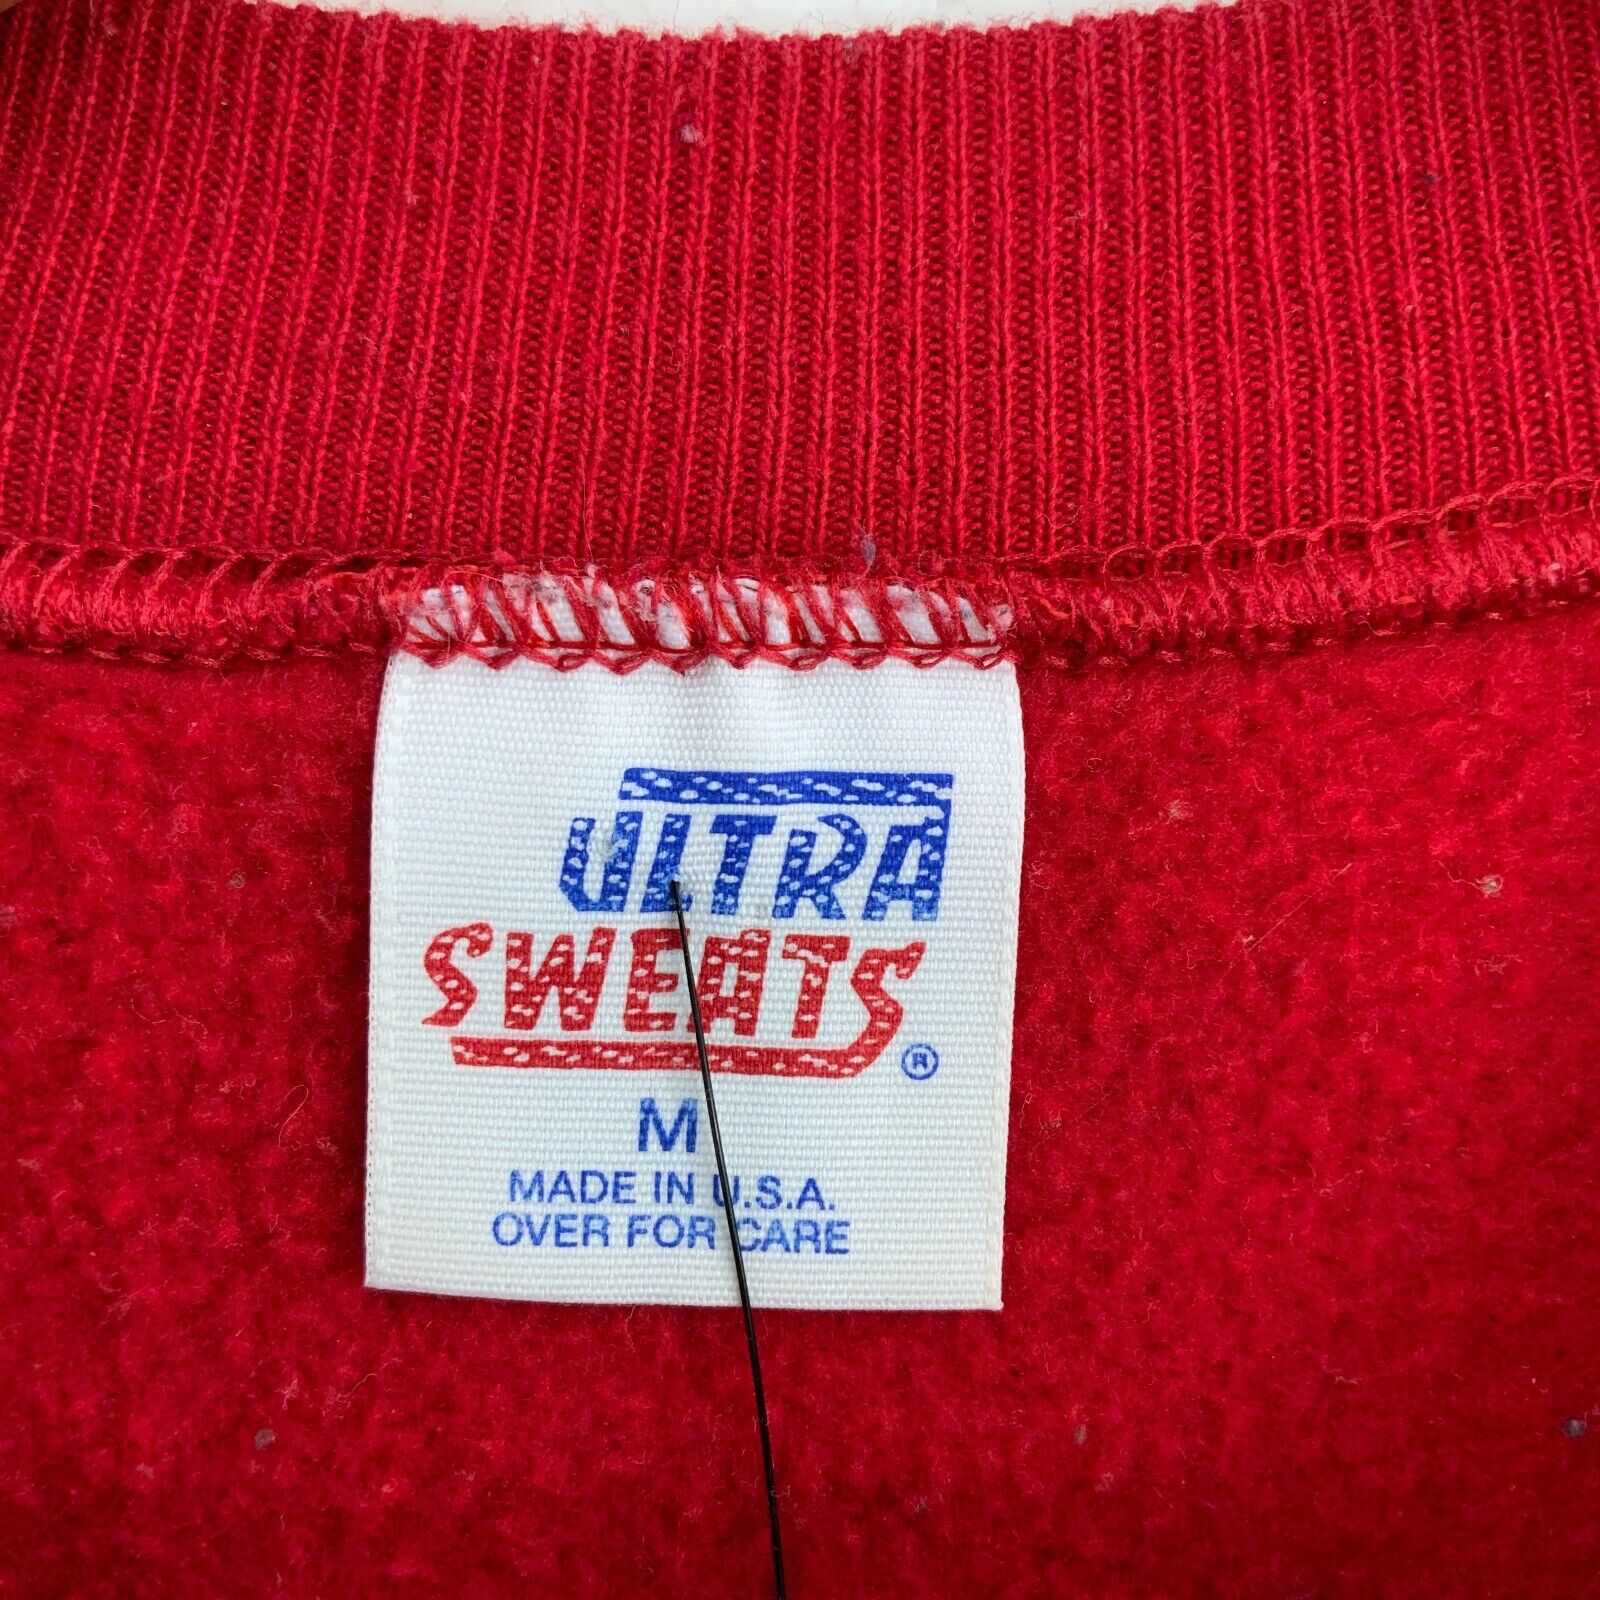 ULTRA
SWEATS ®
M
MADE IN U.S.A.
OVER FOR CARE